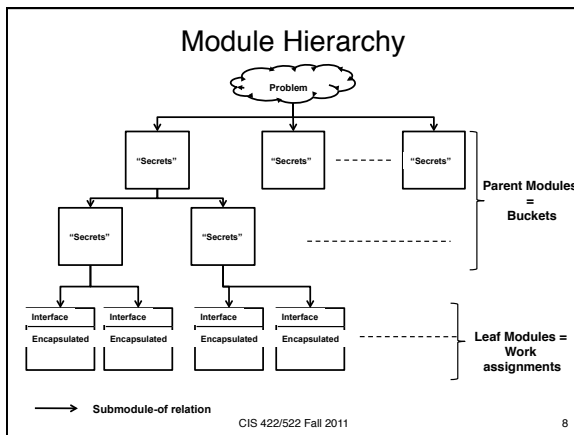 Module Hierarchy
Problem
“Secrets”
“Secrets”
“Secrets”
Parent Modules
=
Buckets
“Secrets”
“Secrets”
Interface
Encapsulated
Interface
Encapsulated
Interface
Encapsulated
Interface
Encapsulated
Leaf Modules =
Work
assignments
Submodule-of relation
CIS 422/522 Fall 2011
8